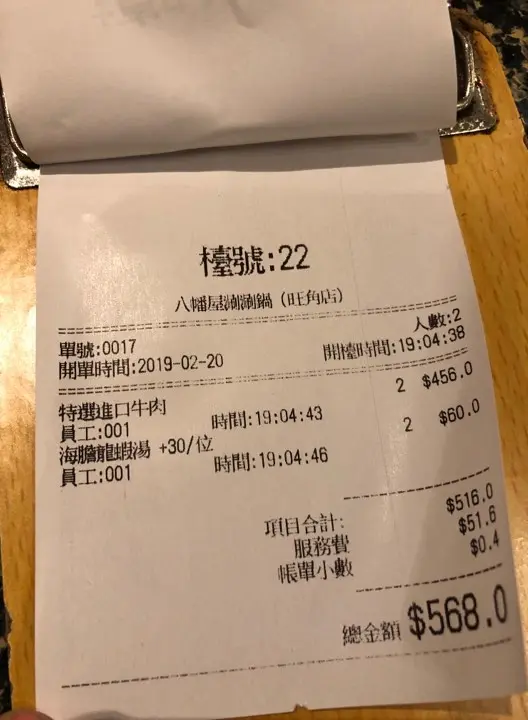 檯號:22
八幡屋涮涮鍋 (旺角店)
人數:2
單號:0017
開單時間:2019-02-20 開檯時間:19:04:38
特選進口牛肉 2 $456.0
員工:001 時間:19:04:43
海膽龍蝦湯 +30/位 2 $60.0
員工:001 時間:19:04:46
項目合計: $516.0
服務費 $51.6
帳單小數 $0.4
總金額 $568.0